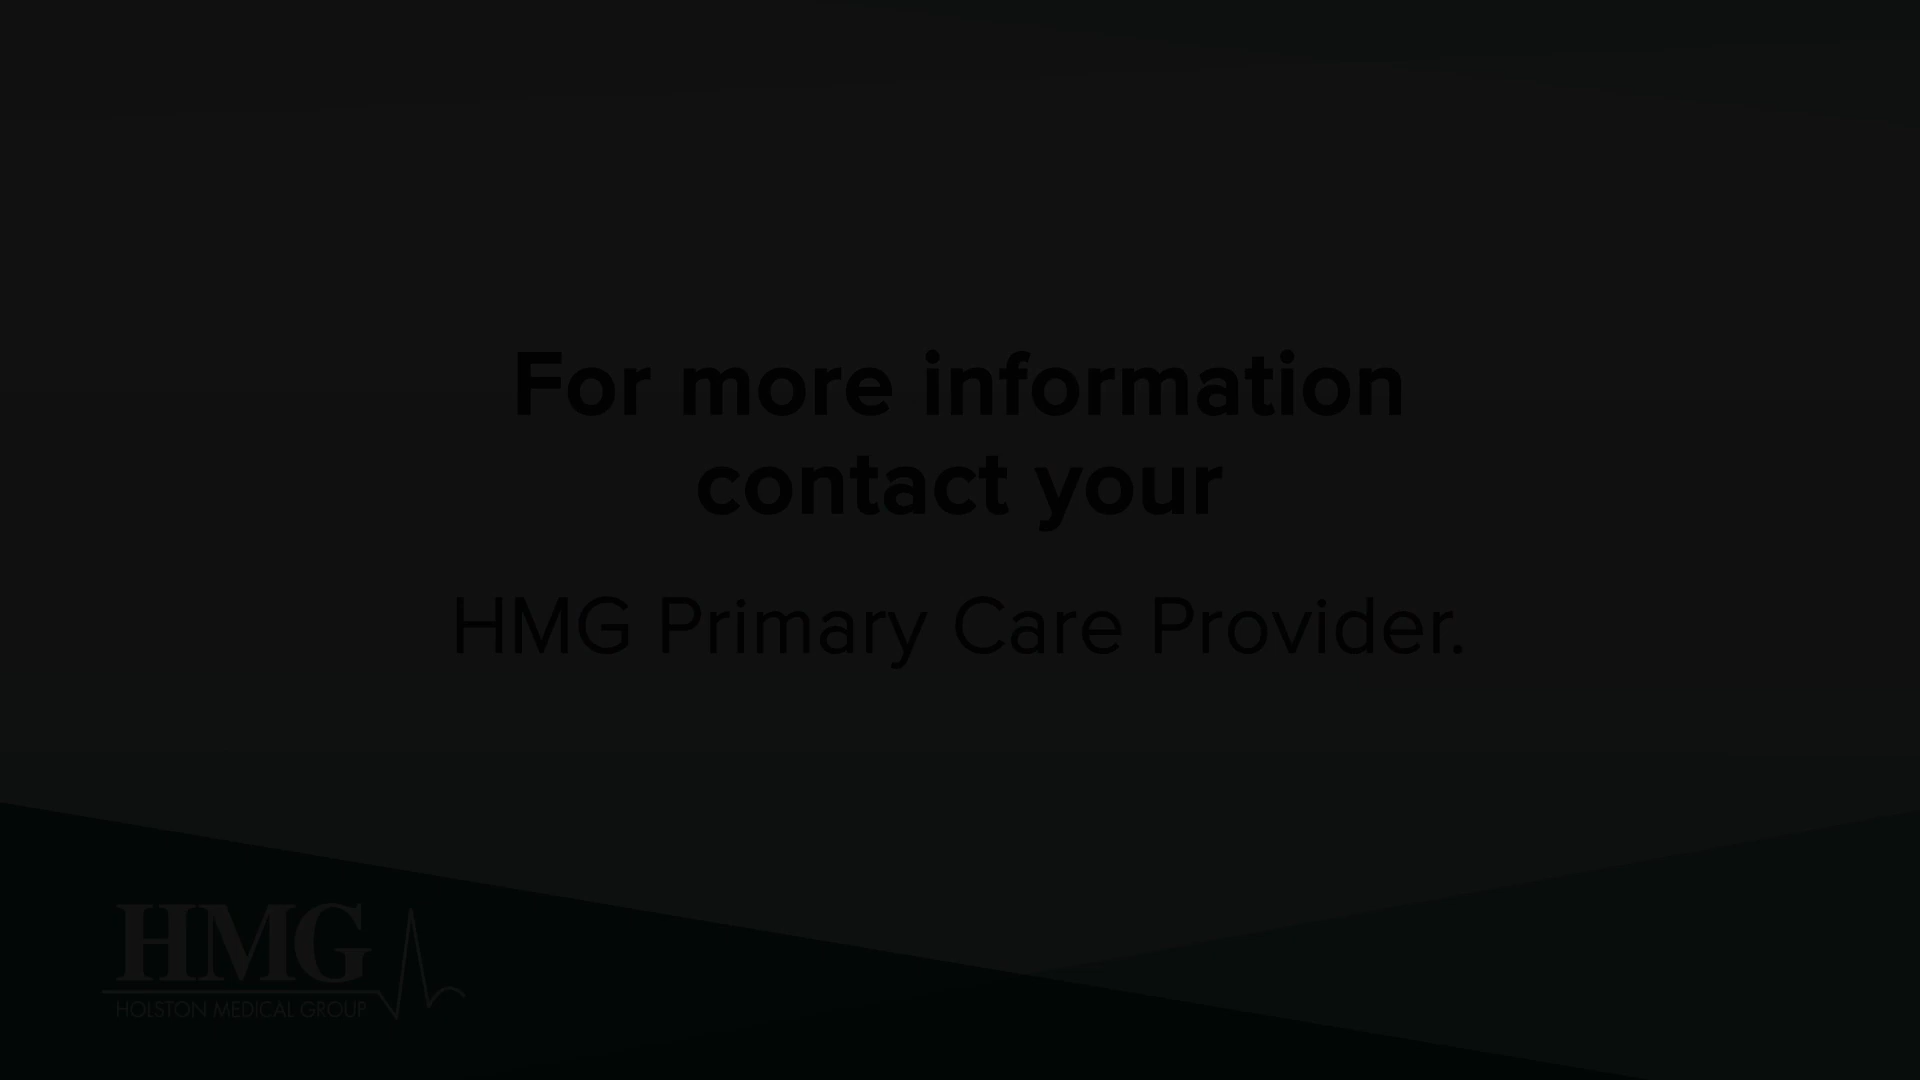 For more information
contact your
HMG Primary Care Provider.
HMG
HOLSTON MEDICAL GROUP